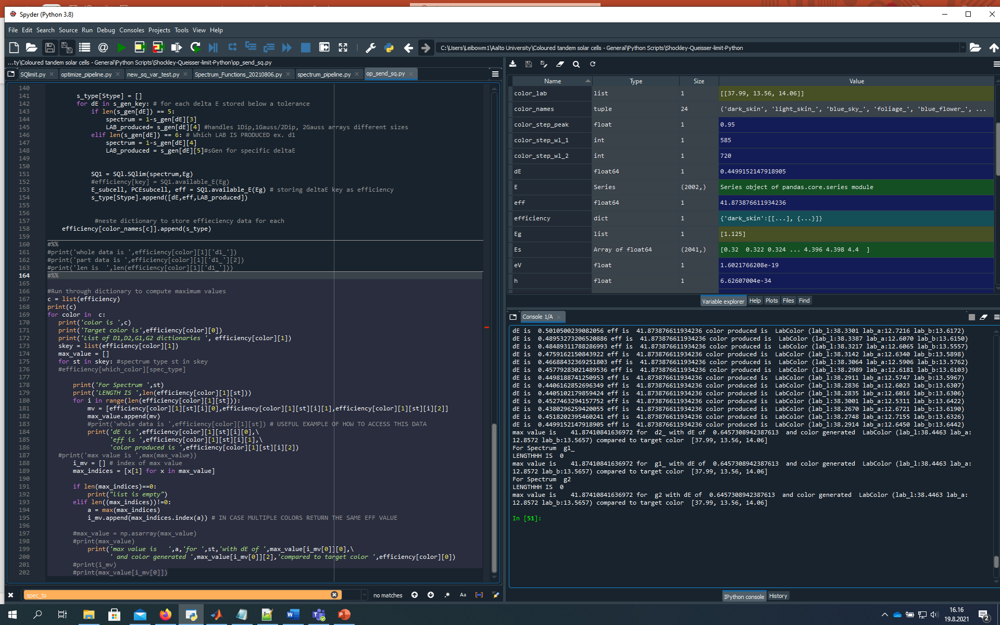 Spyder (Python 3.8)
File Edit Search Source Run Debug Consoles Projects Tools View Help
C:\Users\Leibowm1\Aalto University\Coloured tandem solar cells - General\Python Scripts\Shockley-Queisser-limit-Python
...ty\Coloured tandem solar cells - General\Python Scripts\Shockley-Queisser-limit-Python\op_send_sq.py
SQlimit.py optimize_pipeline.py new_sq_var_test.py Spectrum_Functions_20210806.py spectrum_pipeline.py op_send_sq.py
140
141 s_type[Stype] = []
142 for dE in s_gen_key: # for each delta E stored below a tolerance
143 if len(s_gen[dE]) == 5:
144 spectrum = 1-s_gen[dE][3]
145 LAB_produced= s_gen[dE][4] #handles 1Dip,1Gauss/2Dip, 2Gauss arrays different sizes
146 elif len(s_gen[dE]) == 6: # Which LAB IS PRODUCED ex. d1
147 spectrum = 1-s_gen[dE][4]
148 LAB_produced = s_gen[dE][5]#sGen for specific deltaE
149
150
151 SQ1 = SQl.SQlim(spectrum,Eg)
152 #efficiency[key] = SQ1.available_E(Eg)
153 E_subcell, PCEsubcell, eff = SQ1.available_E(Eg) # storing deltaE key as efficiency
154 s_type[Stype].append([dE,eff,LAB_produced])
155
156
157 #neste dictionary to store effieciency data for each
158 efficiency[color_names[c]].append(s_type)
159
160 #%%
161 #print('whole data is ',efficiency[color][1]['d1_'])
162 #print('part data is ',efficiency[color][1]['d1_'][2])
163 #print('len is  ',len(efficiency[color][1]['d1_']))
164 #%%
165
166 #Run through dictionary to compute maximum values
167 c = list(efficiency)
168 print(c)
169 for color in  c:
170 print('color is ',c)
171 print('Target color is',efficiency[color][0])
172 print('List of D1,D2,G1,G2 dictionaries ', efficiency[color][1])
173 skey = list(efficiency[color][1])
174 max_value = []
175 for st in skey: #spectrum type st in skey
176 #efficiency[which_color][spec_type]
177
178 print('For Spectrum ',st)
179 print('LENGTH IS ',len(efficiency[color][1][st]))
180 for i in range(len(efficiency[color][1][st])):
181 mv = [efficiency[color][1][st][i][0],efficiency[color][1][st][i][1],efficiency[color][1][st][i][2]]
182 max_value.append(mv)
183 #print('whole data is ',efficiency[color][1][st]) # USEFUL EXAMPLE OF HOW TO ACCESS THIS DATA
184 print('dE is ',efficiency[color][1][st][i][0],\
185 'eff is ',efficiency[color][1][st][i][1],\
186 'color produced is ',efficiency[color][1][st][i][2])
187 #print('max value is ',max(max_value))
188 i_mv = [] # index of max value
189 max_indices = [x[1] for x in max_value]
190
191 if len(max_indices)==0:
192 print("list is empty")
193 elif len((max_indices))!=0:
194 a = max(max_indices)
195 i_mv.append(max_indices.index(a)) # IN CASE MULTIPLE COLORS RETURN THE SAME EFF VALUE
196
197 #max_value = np.asarray(max_value)
198 #print(max_value)
199 print('max value is   ',a,'for ',st,'with dE of ',max_value[i_mv[0]][0],\
200 ' and color generated ',max_value[i_mv[0]][2],'compared to target color ',efficiency[color][0])
201 #print(i_mv)
202 #print(max_value[i_mv[0]])
spec_to no matches Aa
Name Type Size Value
color_lab list 1 [[37.99, 13.56, 14.06]]
color_names tuple 24 ('dark_skin', 'light_skin_', 'blue_sky_', 'foliage_', 'blue_flower_', ...
color_step_peak float 1 0.95
color_step_wl_1 int 1 585
color_step_wl_2 int 1 720
dE float64 1 0.4499152147918905
E Series (2002,) Series object of pandas.core.series module
eff float64 1 41.873876611934236
efficiency dict 1 {'dark_skin':[[...], {...}]}
Eg list 1 [1.125]
Es Array of float64 (2041,) [0.32  0.322 0.324 ... 4.396 4.398 4.4  ]
eV float 1 1.6021766208e-19
h float 1 6.62607004e-34
Variable explorer Help Plots Files Find
Console 1/A
dE is  0.5010500239082056 eff is  41.873876611934236 color produced is  LabColor (lab_l:38.3301 lab_a:12.7216 lab_b:13.6172)
dE is  0.48953273206520886 eff is  41.873876611934236 color produced is  LabColor (lab_l:38.3387 lab_a:12.6070 lab_b:13.6150)
dE is  0.48489311788286993 eff is  41.873876611934236 color produced is  LabColor (lab_l:38.3217 lab_a:12.6065 lab_b:13.5557)
dE is  0.4759162150843922 eff is  41.873876611934236 color produced is  LabColor (lab_l:38.3142 lab_a:12.6340 lab_b:13.5898)
dE is  0.46688432369251803 eff is  41.873876611934236 color produced is  LabColor (lab_l:38.3064 lab_a:12.5906 lab_b:13.5762)
dE is  0.45779283021489536 eff is  41.873876611934236 color produced is  LabColor (lab_l:38.2989 lab_a:12.6181 lab_b:13.6103)
dE is  0.4498188741250953 eff is  41.873876611934236 color produced is  LabColor (lab_l:38.2911 lab_a:12.5747 lab_b:13.5967)
dE is  0.4406162852696349 eff is  41.873876611934236 color produced is  LabColor (lab_l:38.2836 lab_a:12.6023 lab_b:13.6307)
dE is  0.4405102179859424 eff is  41.873876611934236 color produced is  LabColor (lab_l:38.2835 lab_a:12.6016 lab_b:13.6306)
dE is  0.4527463294157752 eff is  41.873876611934236 color produced is  LabColor (lab_l:38.3001 lab_a:12.5311 lab_b:13.6422)
dE is  0.4380296259420055 eff is  41.873876611934236 color produced is  LabColor (lab_l:38.2670 lab_a:12.6721 lab_b:13.6190)
dE is  0.4518202395460241 eff is  41.873876611934236 color produced is  LabColor (lab_l:38.2748 lab_a:12.7155 lab_b:13.6326)
dE is  0.4499152147918905 eff is  41.873876611934236 color produced is  LabColor (lab_l:38.2914 lab_a:12.6450 lab_b:13.6442)
max value is    41.87410841636972 for  d2_ with dE of  0.6457308942387613  and color generated  LabColor (lab_l:38.4463 lab_a:
12.8572 lab_b:13.5657) compared to target color  [37.99, 13.56, 14.06]
For Spectrum  g1_
LENGTHHH IS  0
max value is    41.87410841636972 for  g1_ with dE of  0.6457308942387613  and color generated  LabColor (lab_l:38.4463 lab_a:
12.8572 lab_b:13.5657) compared to target color  [37.99, 13.56, 14.06]
For Spectrum  g2
LENGTHHH IS  0
max value is    41.87410841636972 for  g2 with dE of  0.6457308942387613  and color generated  LabColor (lab_l:38.4463 lab_a:
12.8572 lab_b:13.5657) compared to target color  [37.99, 13.56, 14.06]
In [51]:
IPython console History
16.16
19.8.2021
2